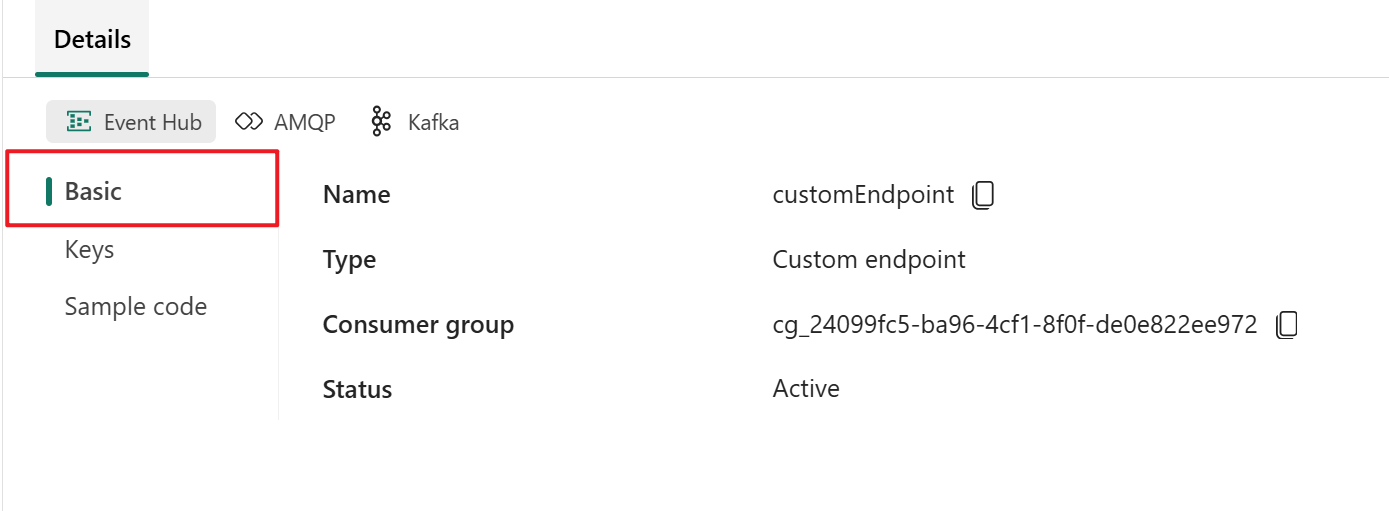 Details
Event Hub AMQP Kafka
Basic
Keys
Sample code
Name customEndpoint
Type Custom endpoint
Consumer group cg_24099fc5-ba96-4cf1-8f0f-de0e822ee972
Status Active